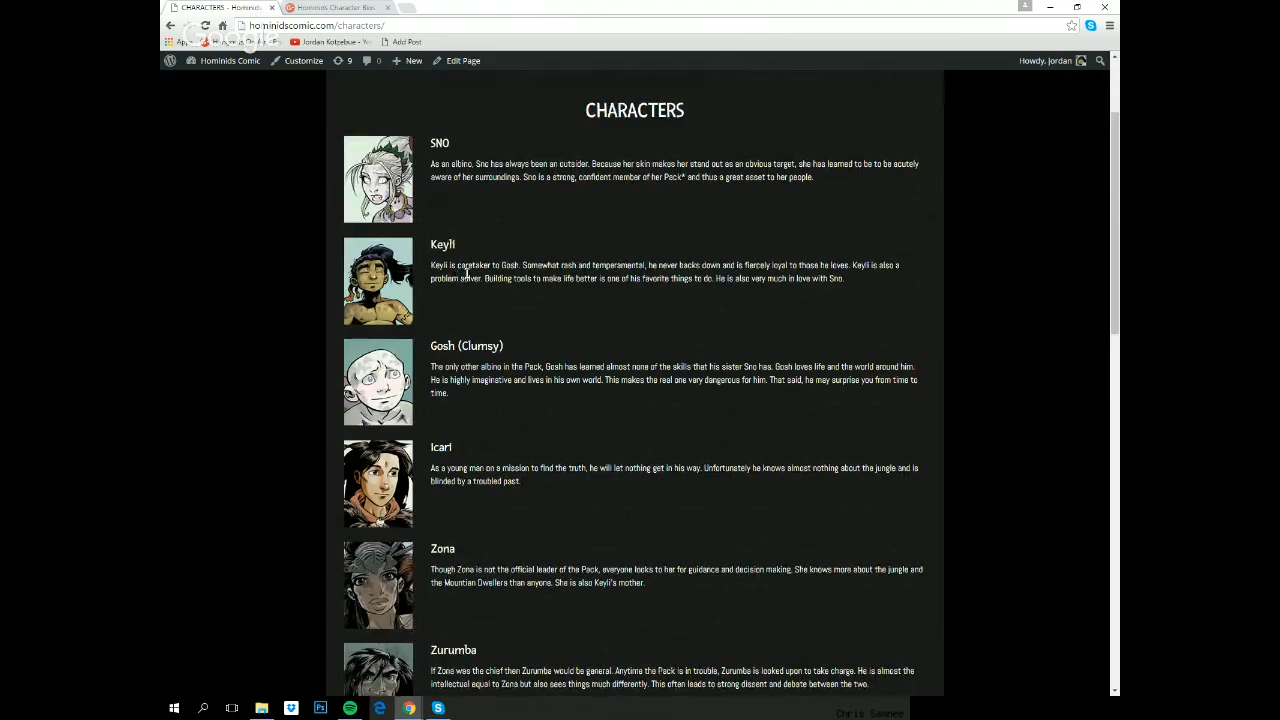 CHARACTERS - Hominids
Hominids Character Bios
hominidscomic.com/characters/
Google
Jordan Kotzebue - Yo
Add Post
Hominids Comic
Customize
9
0
New
Edit Page
Howdy, jordan
CHARACTERS
SNO
As an albino, Sno has always been an outsider. Because her skin makes her stand out as an obvious target, she has learned to be to be acutely
aware of her surroundings. Sno is a strong, confident member of her Pack* and thus a great asset to her people.
Keyli
Keyli is caretaker to Gosh. Somewhat rash and temperamental, he never backs down and is fiercely loyal to those he loves. Keyli is also a
problem solver. Building tools to make life better is one of his favorite things to do. He is also very much in love with Sno.
Gosh (Clumsy)
The only other albino in the Pack, Gosh has learned almost none of the skills that his sister Sno has. Gosh loves life and the world around him.
He is highly imaginative and lives in his own world. This makes the real one very dangerous for him. That said, he may surprise you from time to
time.
Icari
As a young man on a mission to find the truth, he will let nothing get in his way. Unfortunately he knows almost nothing about the jungle and is
blinded by a troubled past.
Zona
Though Zona is not the official leader of the Pack, everyone looks to her for guidance and decision making. She knows more about the jungle and
the Mountian Dwellers than anyone. She is also Keyli's mother.
Zurumba
If Zona was the chief then Zurumba would be general. Anytime the Pack is in trouble, Zurumba is looked upon to take charge. He is almost the
intellectual equal to Zona but also sees things much differently. This often leads to strong dissent and debate between the two.
Chris Samnee